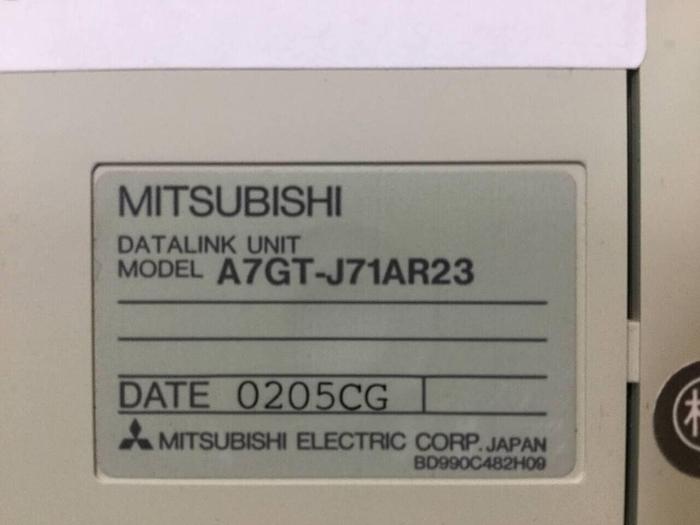 MITSUBISHI
DATALINK UNIT
MODEL A7GT-J71AR23
DATE 0205CG
MITSUBISHI ELECTRIC CORP. JAPAN
BD990C482H09